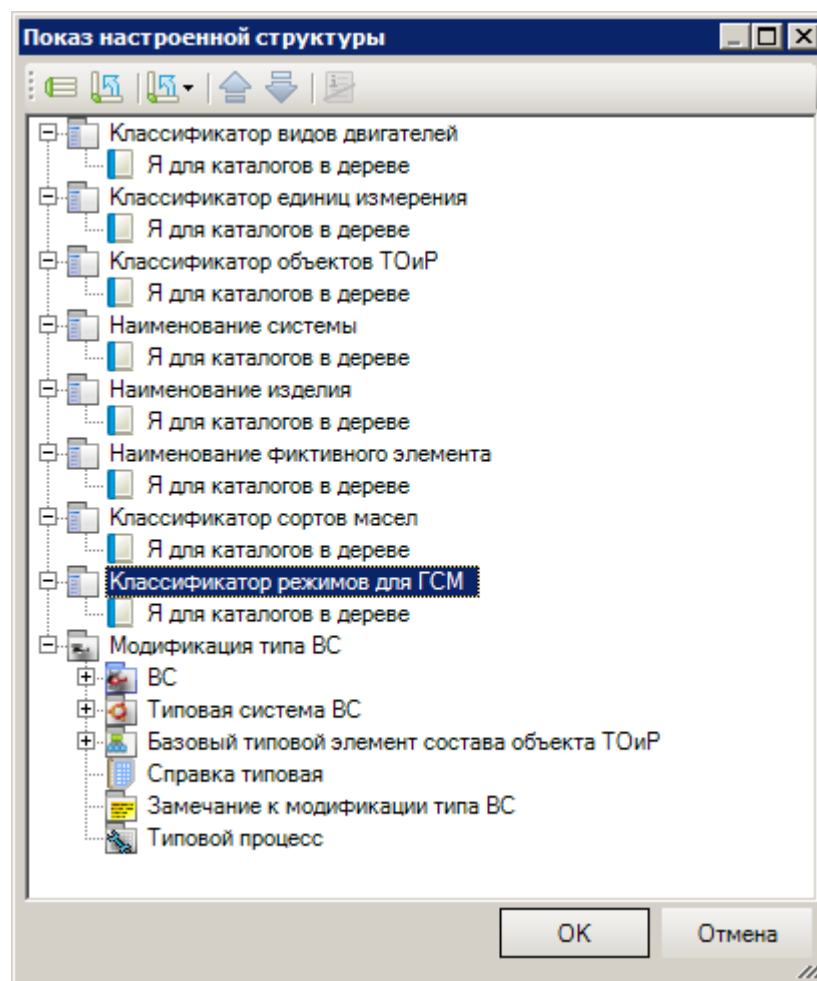 Показ настроенной структуры
Классификатор видов двигателей
Я для каталогов в дереве
Классификатор единиц измерения
Я для каталогов в дереве
Классификатор объектов ТОиР
Я для каталогов в дереве
Наименование системы
Я для каталогов в дереве
Наименование изделия
Я для каталогов в дереве
Наименование фиктивного элемента
Я для каталогов в дереве
Классификатор сортов масел
Я для каталогов в дереве
Классификатор режимов для ГСМ
Я для каталогов в дереве
Модификация типа ВС
ВС
Типовая система ВС
Базовый типовой элемент состава объекта ТОиР
Справка типовая
Замечание к модификации типа ВС
Типовой процесс
ОК Отмена